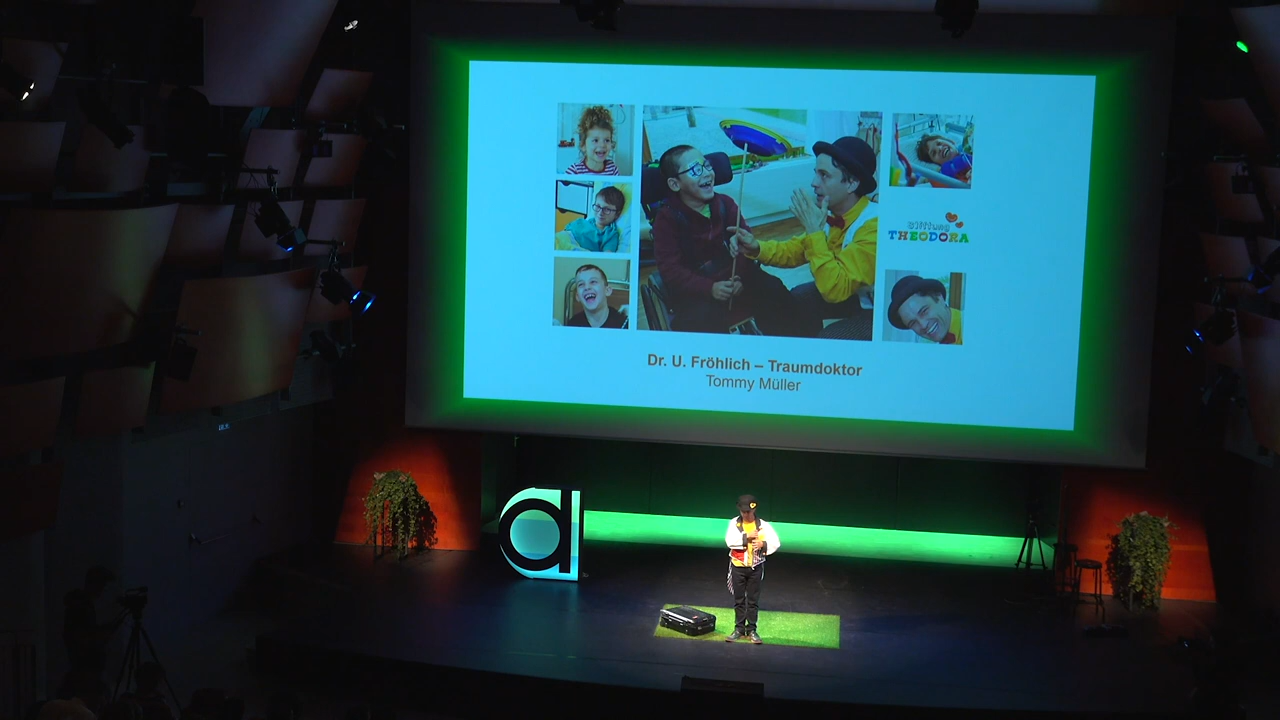 Stiftung
THEODORA
Dr. U. Fröhlich – Traumdoktor
Tommy Müller
a